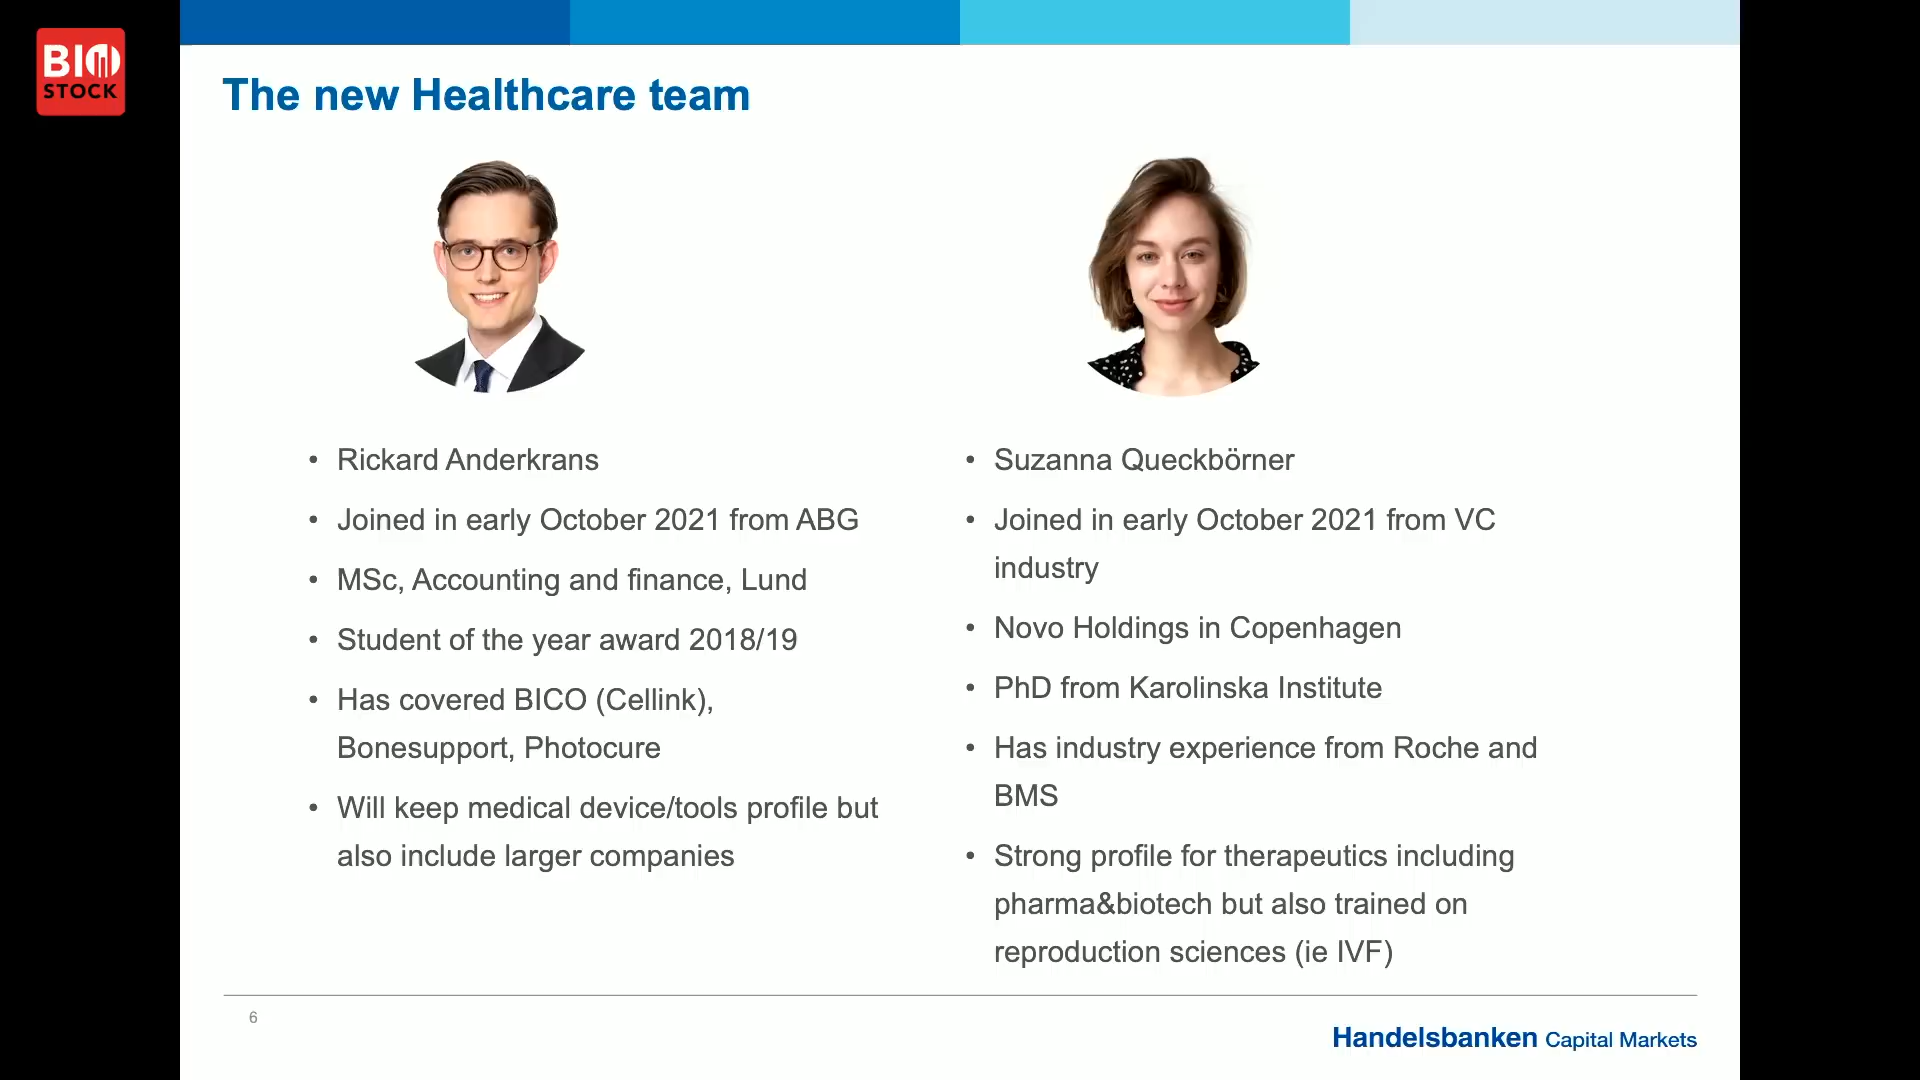 BIO
STOCK
The new Healthcare team
• Rickard Anderkrans
• Joined in early October 2021 from ABG
• MSc, Accounting and finance, Lund
• Student of the year award 2018/19
• Has covered BICO (Cellink),
Bonesupport, Photocure
• Will keep medical device/tools profile but
also include larger companies
• Suzanna Queckbörner
• Joined in early October 2021 from VC
industry
• Novo Holdings in Copenhagen
• PhD from Karolinska Institute
• Has industry experience from Roche and
BMS
• Strong profile for therapeutics including
pharma&biotech but also trained on
reproduction sciences (ie IVF)
6
Handelsbanken Capital Markets